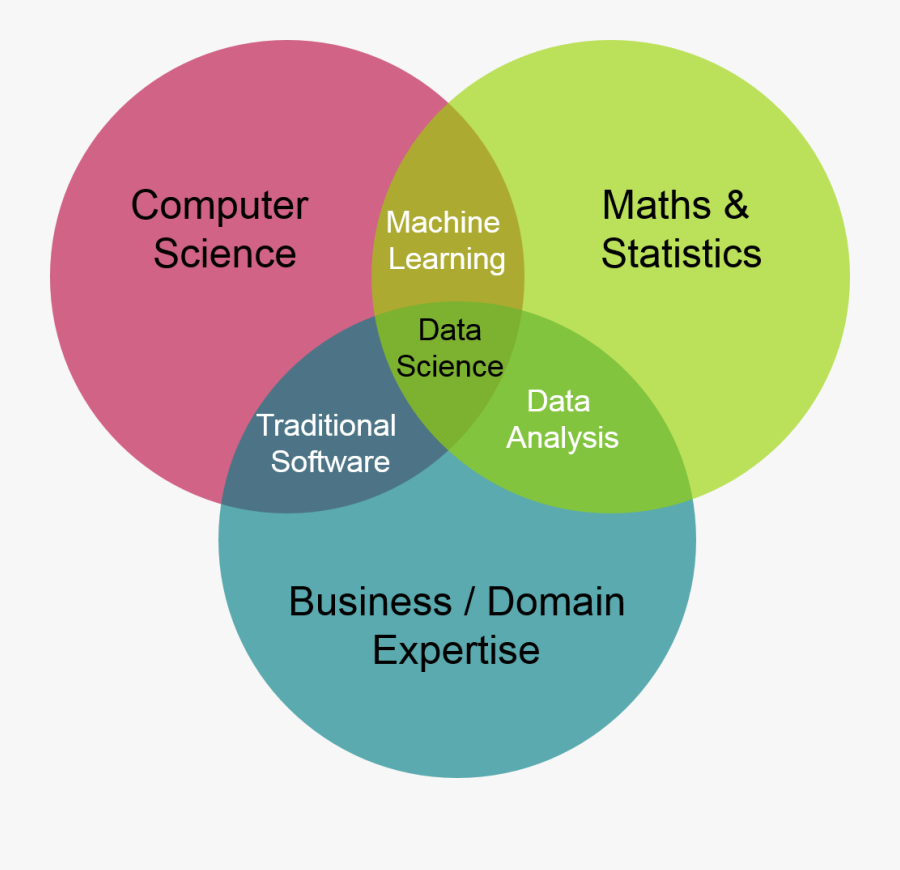 Computer
Science
Maths &
Statistics
Machine
Learning
Data
Science
Data
Analysis
Traditional
Software
Business / Domain
Expertise